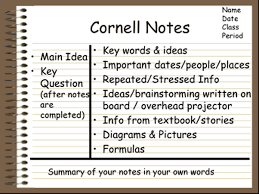 Name
Date
Class
Period
Cornell Notes
• Main Idea
• Key
Question
(after notes
are
completed)
• Key words & ideas
• Important dates/people/places
• Repeated/Stressed Info
• Ideas/brainstorming written on
board / overhead projector
• Info from textbook/stories
• Diagrams & Pictures
• Formulas
Summary of your notes in your own words